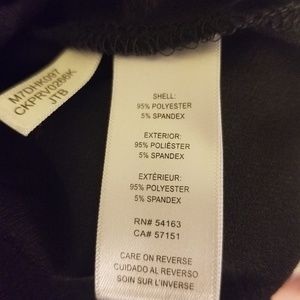 M7DHK097
CKPRV0266K
JTB
SHELL:
95% POLYESTER
5% SPANDEX
EXTERIOR:
95% POLIÉSTER
5% SPANDEX
EXTÉRIEUR:
95% POLYESTER
5% SPANDEX
RN# 54163
CA# 57151
CARE ON REVERSE
CUIDADO AL REVERSO
SOIN SUR L'INVERSE